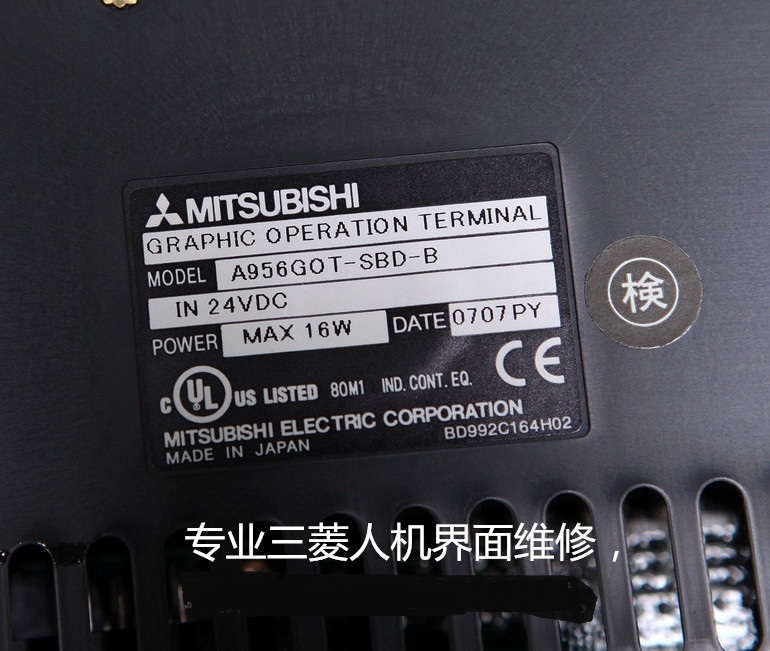 MITSUBISHI
GRAPHIC OPERATION TERMINAL
MODEL A956GOT-SBD-B
IN 24VDC
POWER MAX 16W DATE 0707PY
検
C UL US LISTED 80M1 IND. CONT. EQ. CE
MITSUBISHI ELECTRIC CORPORATION
MADE IN JAPAN BD992C164H02
专业三菱人机界面维修，